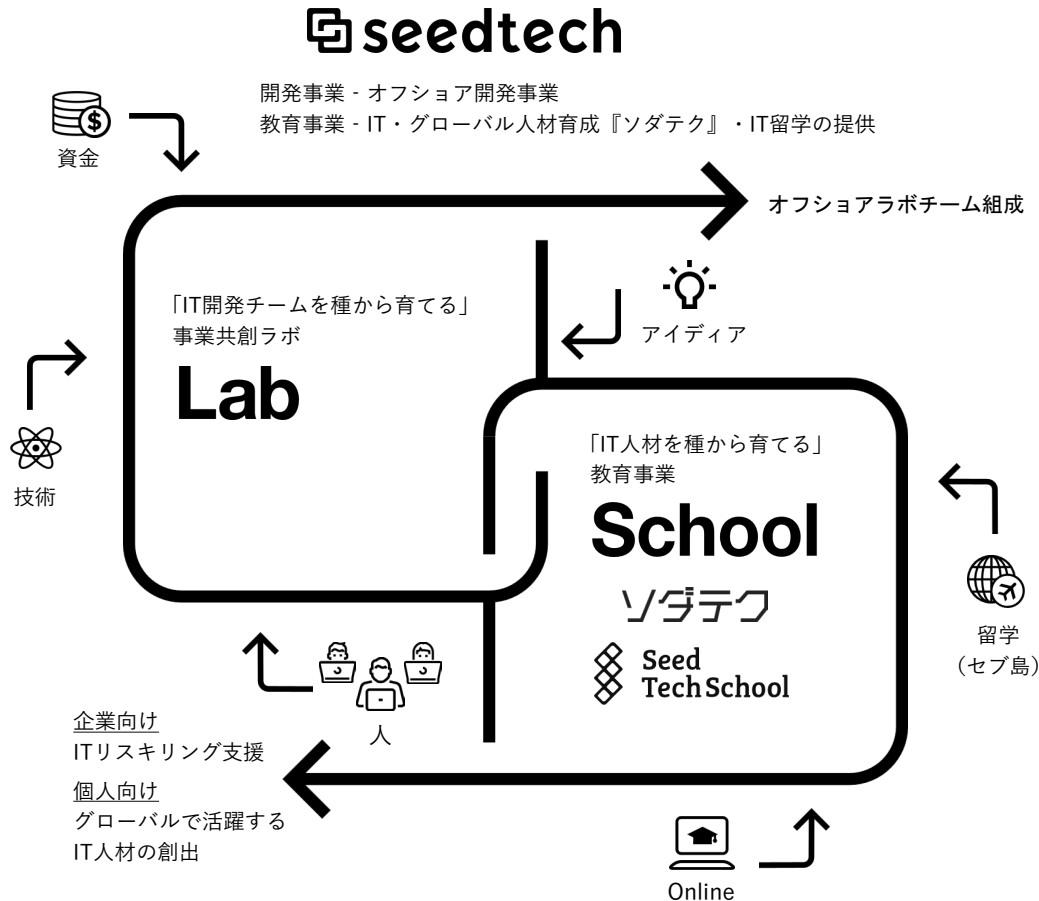 seedtech
開発事業 - オフショア開発事業
教育事業 - IT・グローバル人材育成『ソダテク』・IT留学の提供
資金
オフショアラボチーム組成
アイディア
「IT開発チームを種から育てる」
事業共創ラボ
Lab
技術
「IT人材を種から育てる」
教育事業
School
ソダテク
Seed
Tech School
留学
（セブ島）
人
企業向け
ITリスキリング支援
個人向け
グローバルで活躍する
IT人材の創出
Online